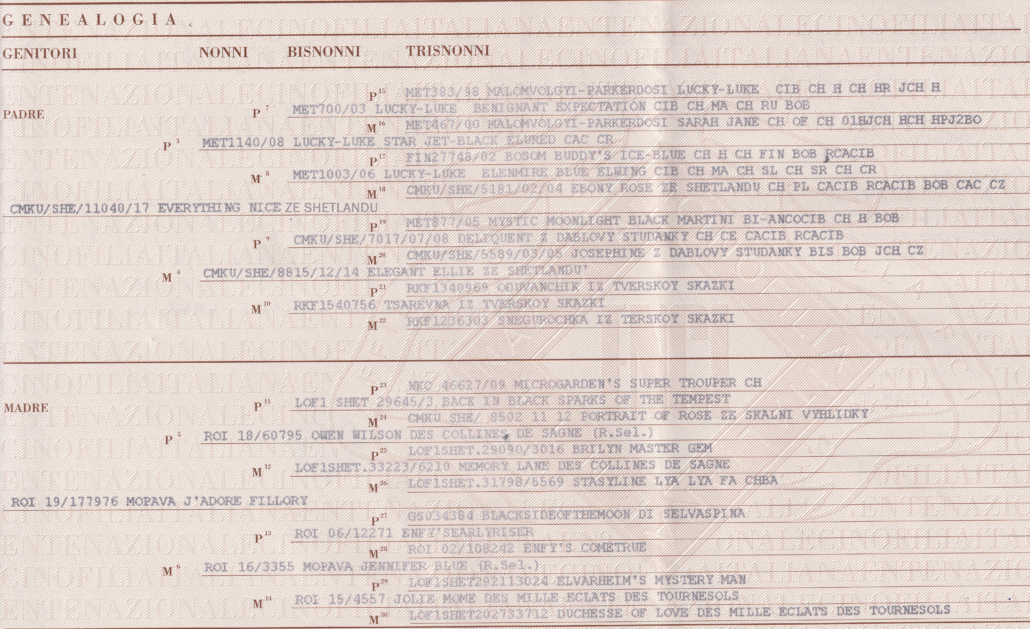 GENEALOGIA
GENITORI NONNI BISNONNI TRISNONNI
P 15 MET383/98 MALOMVOLGYI-PARKERDOSI LUCKY-LUKE CIB CH H CH HR JCH H
PADRE P 7 MET700/03 LUCKY-LUKE BENIGNANT EXPECTATION CIB CH MA CH RU BOB
M 16 MET467/00 MALOMVOLGYI-PARKERDOSI SARAH JANE CH OF CH 01HJCH HCH HPJ2BO
P 3 MET1140/08 LUCKY-LUKE STAR JET-BLACK ELURED CAC CR
P 17 FIN27748/02 BOSOM BUDDY'S ICE-BLUE CH H CH FIN BOB RCACIB
M 8 MET1003/06 LUCKY-LUKE ELENMIRE BLUE ELWING CIB CH MA CH SL CH SR CH CR
M 18 CMKU/SHE/5181/02/04 EBONY ROSE ZE SHETLANDU CH PL CACIB RCACIB BOB CAC CZ
CMKU/SHE/11040/17 EVERYTHING NICE ZE SHETLANDU
P 19 MET877/05 MYSTIC MOONLIGHT BLACK MARTINI BI-ANCOCIB CH H BOB
P 9 CMKU/SHE/7017/07/08 DELIQUENT Z DABLOVY STUDANKY CH CE CACIB RCACIB
M 20 CMKU/SHE/5589/03/05 JOSEPHINE Z DABLOVY STUDANKY BIS BOB JCH CZ
M 4 CMKU/SHE/8815/12/14 ELEGANT ELLIE ZE SHETLANDU'
P 21 RKF1340969 ODUVANCHIK IZ TVERSKOY SKAZKI
M 10 RKF1540756 TSAREVNA IZ TVERSKOY SKAZKI
M 22 RKF1236303 SNEGUROCHKA IZ TERSKOY SKAZKI
P 23 NKC 46627/09 MICROGARDEN'S SUPER TROUPER CH
MADRE P 11 LOF1 SHET 29645/3 BACK IN BLACK SPARKS OF THE TEMPEST
M 24 CMKU SHE/ 8502 11 12 PORTRAIT OF ROSE ZE SKALNI VYHLIDKY
P 5 ROI 18/60795 OWEN WILSON DES COLLINES DE SAGNE (R.Sel.)
P 25 LOF1SHET.29090/3016 BRILYN MASTER GEM
M 12 LOF1SHET.33223/6210 MEMORY LANE DES COLLINES DE SAGNE
M 26 LOF1SHET.31798/5569 STASYLINE LYA LYA FA CHBA
ROI 19/177976 MOPAVA J'ADORE FILLORY
P 27 GS034384 BLACKSIDEOFTHEMOON DI SELVASPINA
P 13 ROI 06/12271 ENFY'SEARLYRISER
M 28 ROI 02/108242 ENFY'S COMETRUE
M 6 ROI 16/3355 MOPAVA JENNIFER BLUE (R.Sel.)
P 29 LOF1SHET292113024 ELVARHEIM'S MYSTERY MAN
M 14 ROI 15/4557 JOLIE MOME DES MILLE ECLATS DES TOURNESOLS
M 30 LOF1SHET202733712 DUCHESSE OF LOVE DES MILLE ECLATS DES TOURNESOLS